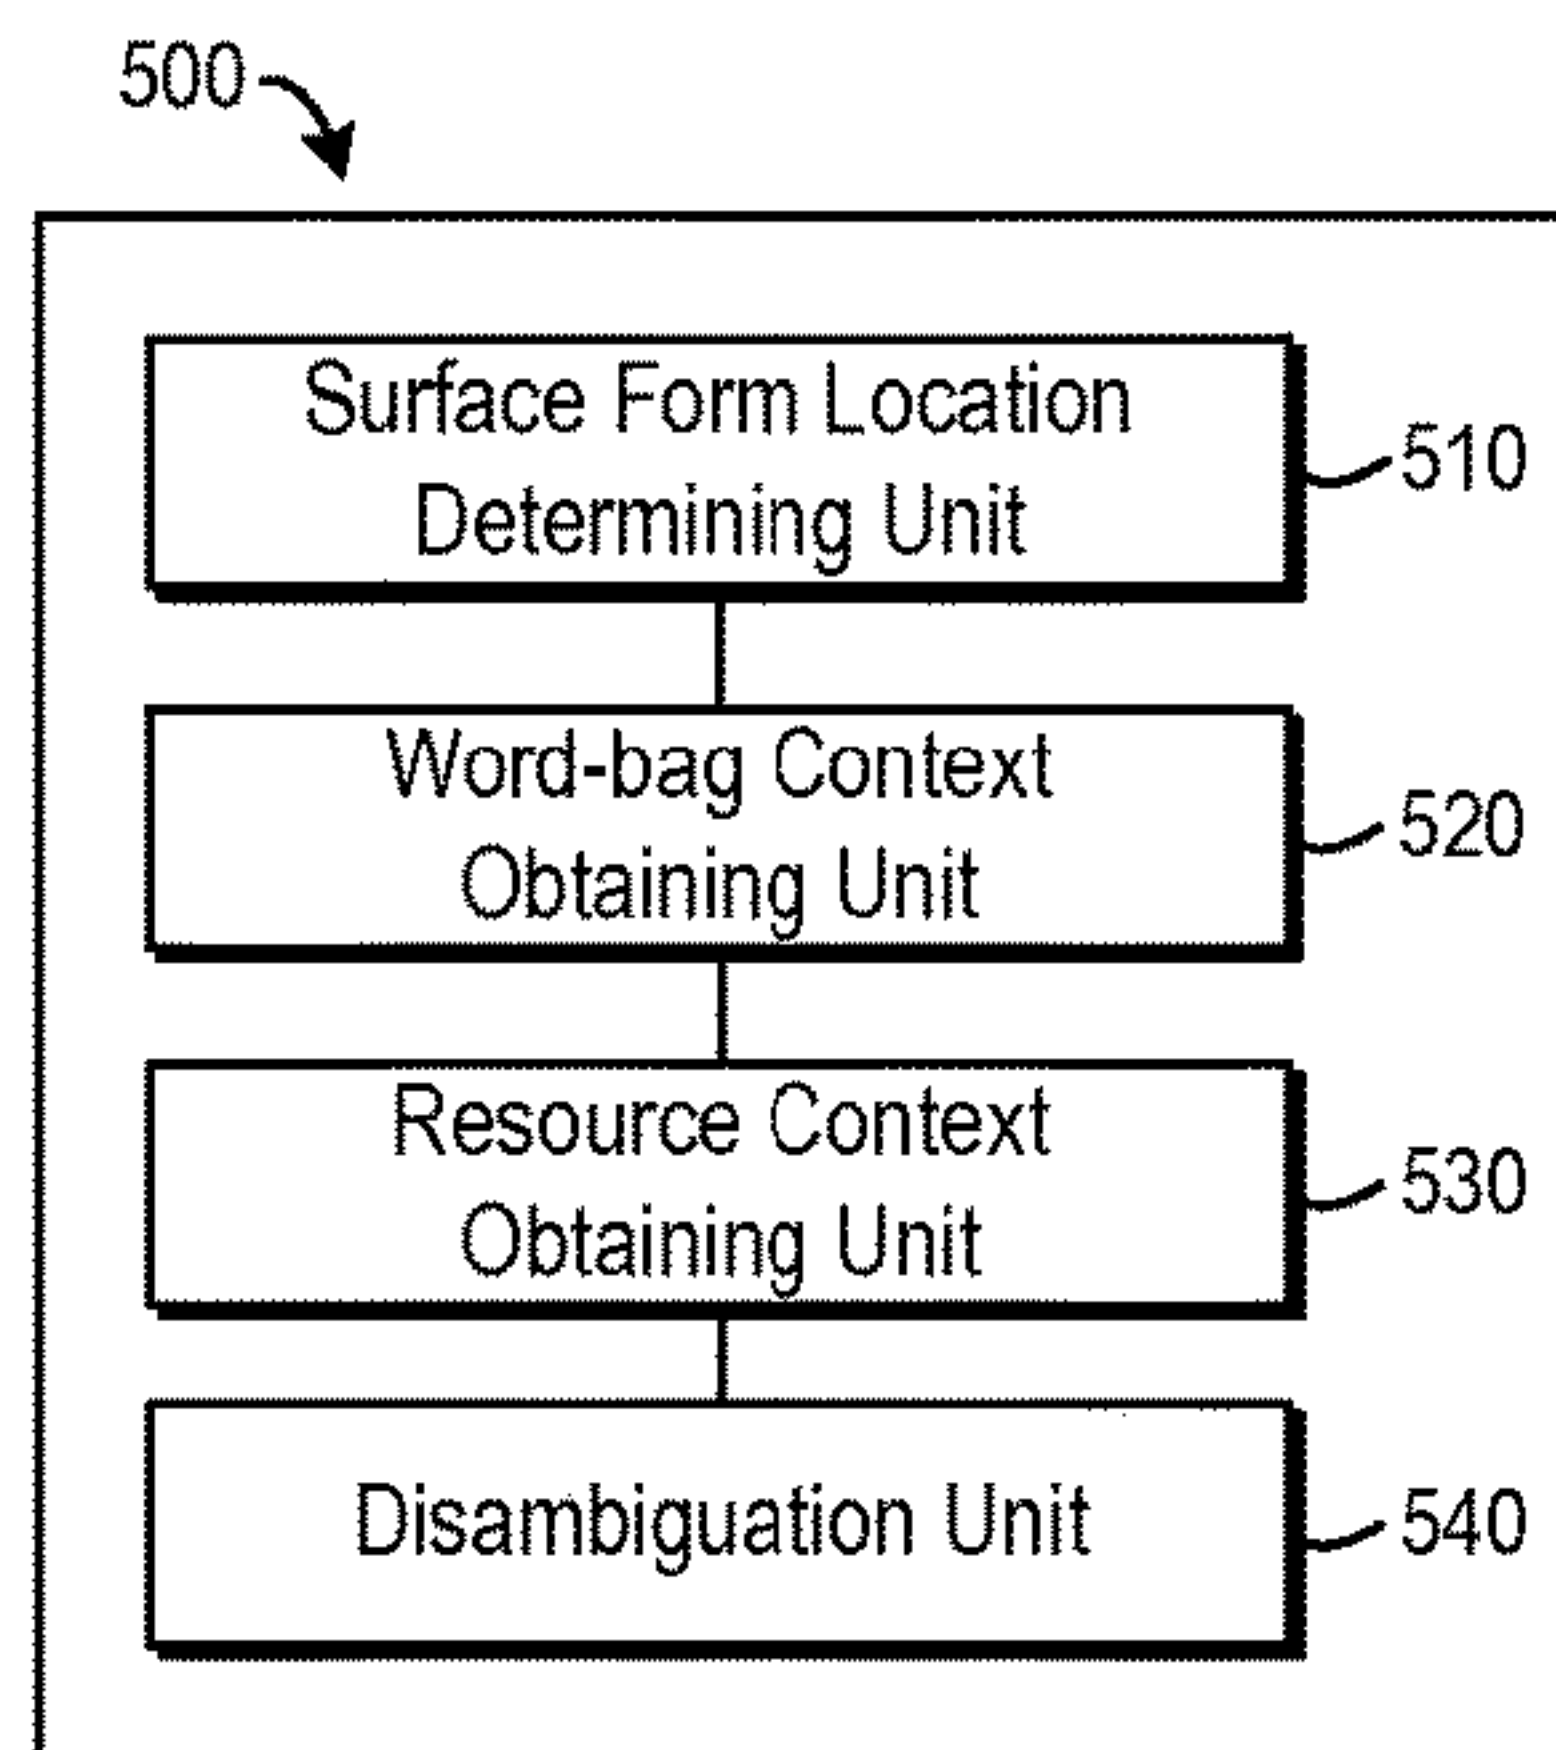 500
Surface Form Location
Determining Unit
510
Word-bag Context
Obtaining Unit
520
Resource Context
Obtaining Unit
530
Disambiguation Unit
540